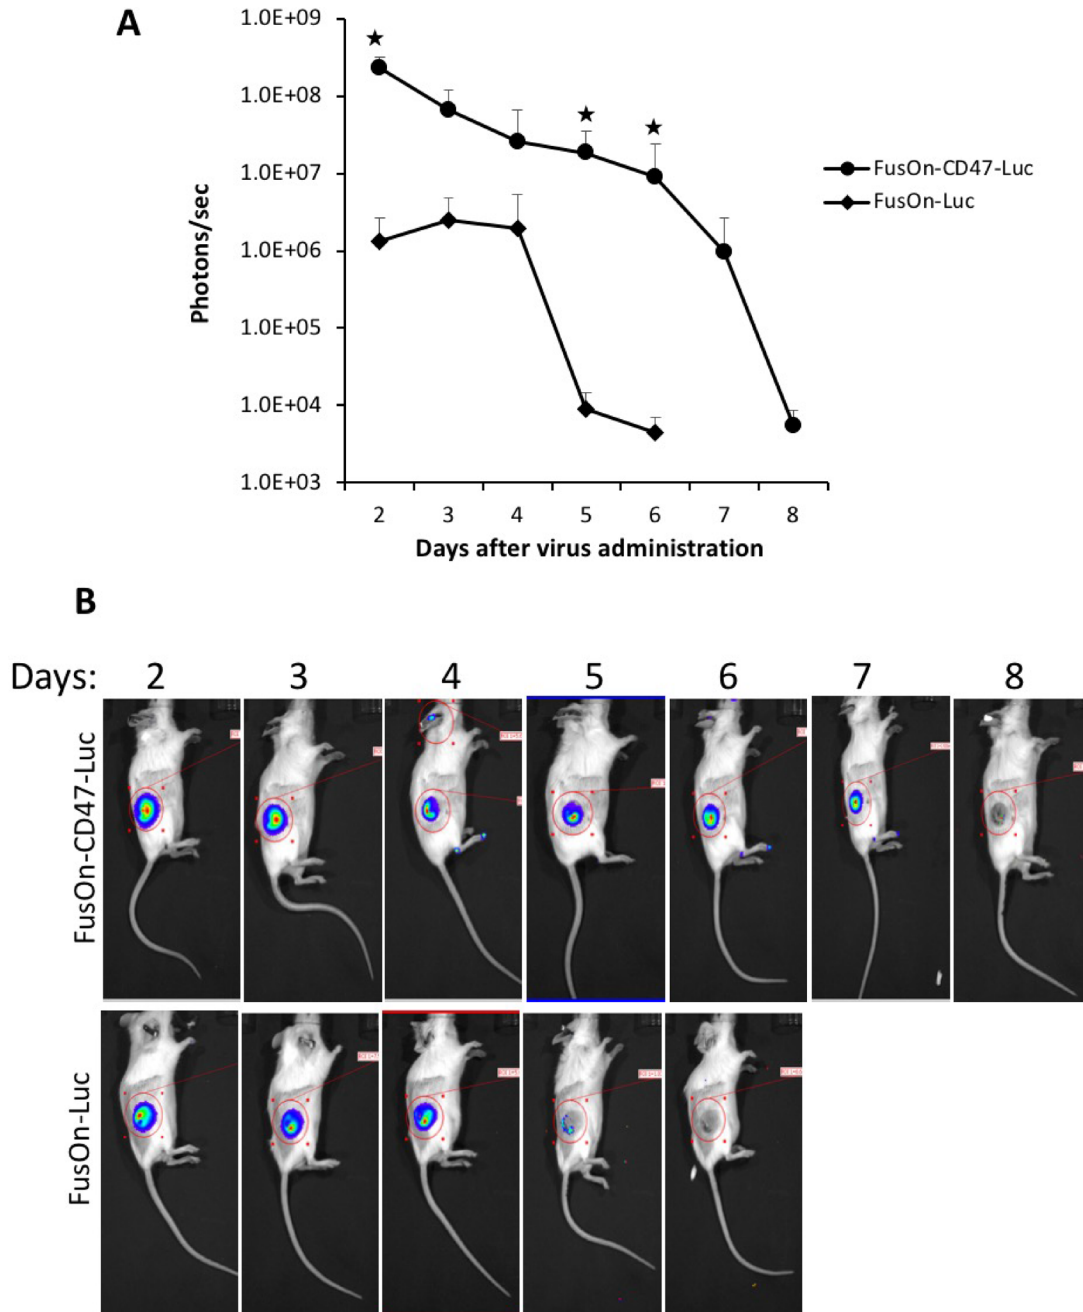 A
1.0E+09
1.0E+08
1.0E+07
1.0E+06
1.0E+05
1.0E+04
1.0E+03
Photons/sec
2 3 4 5 6 7 8
Days after virus administration
FusOn-CD47-Luc
FusOn-Luc
B
Days: 2 3 4 5 6 7 8
FusOn-CD47-Luc
FusOn-Luc